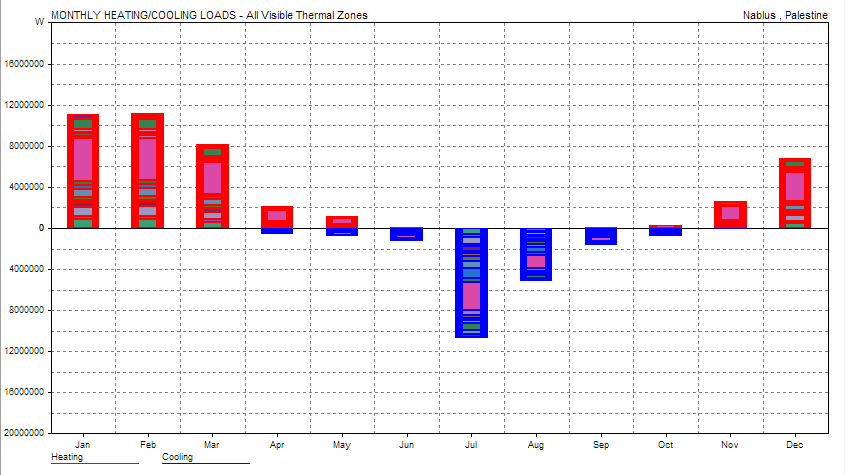 MONTHLY HEATING/COOLING LOADS - All Visible Thermal Zones Nablus , Palestine
W
16000000
12000000
8000000
4000000
0
4000000
8000000
12000000
16000000
20000000
Jan Feb Mar Apr May Jun Jul Aug Sep Oct Nov Dec
Heating Cooling